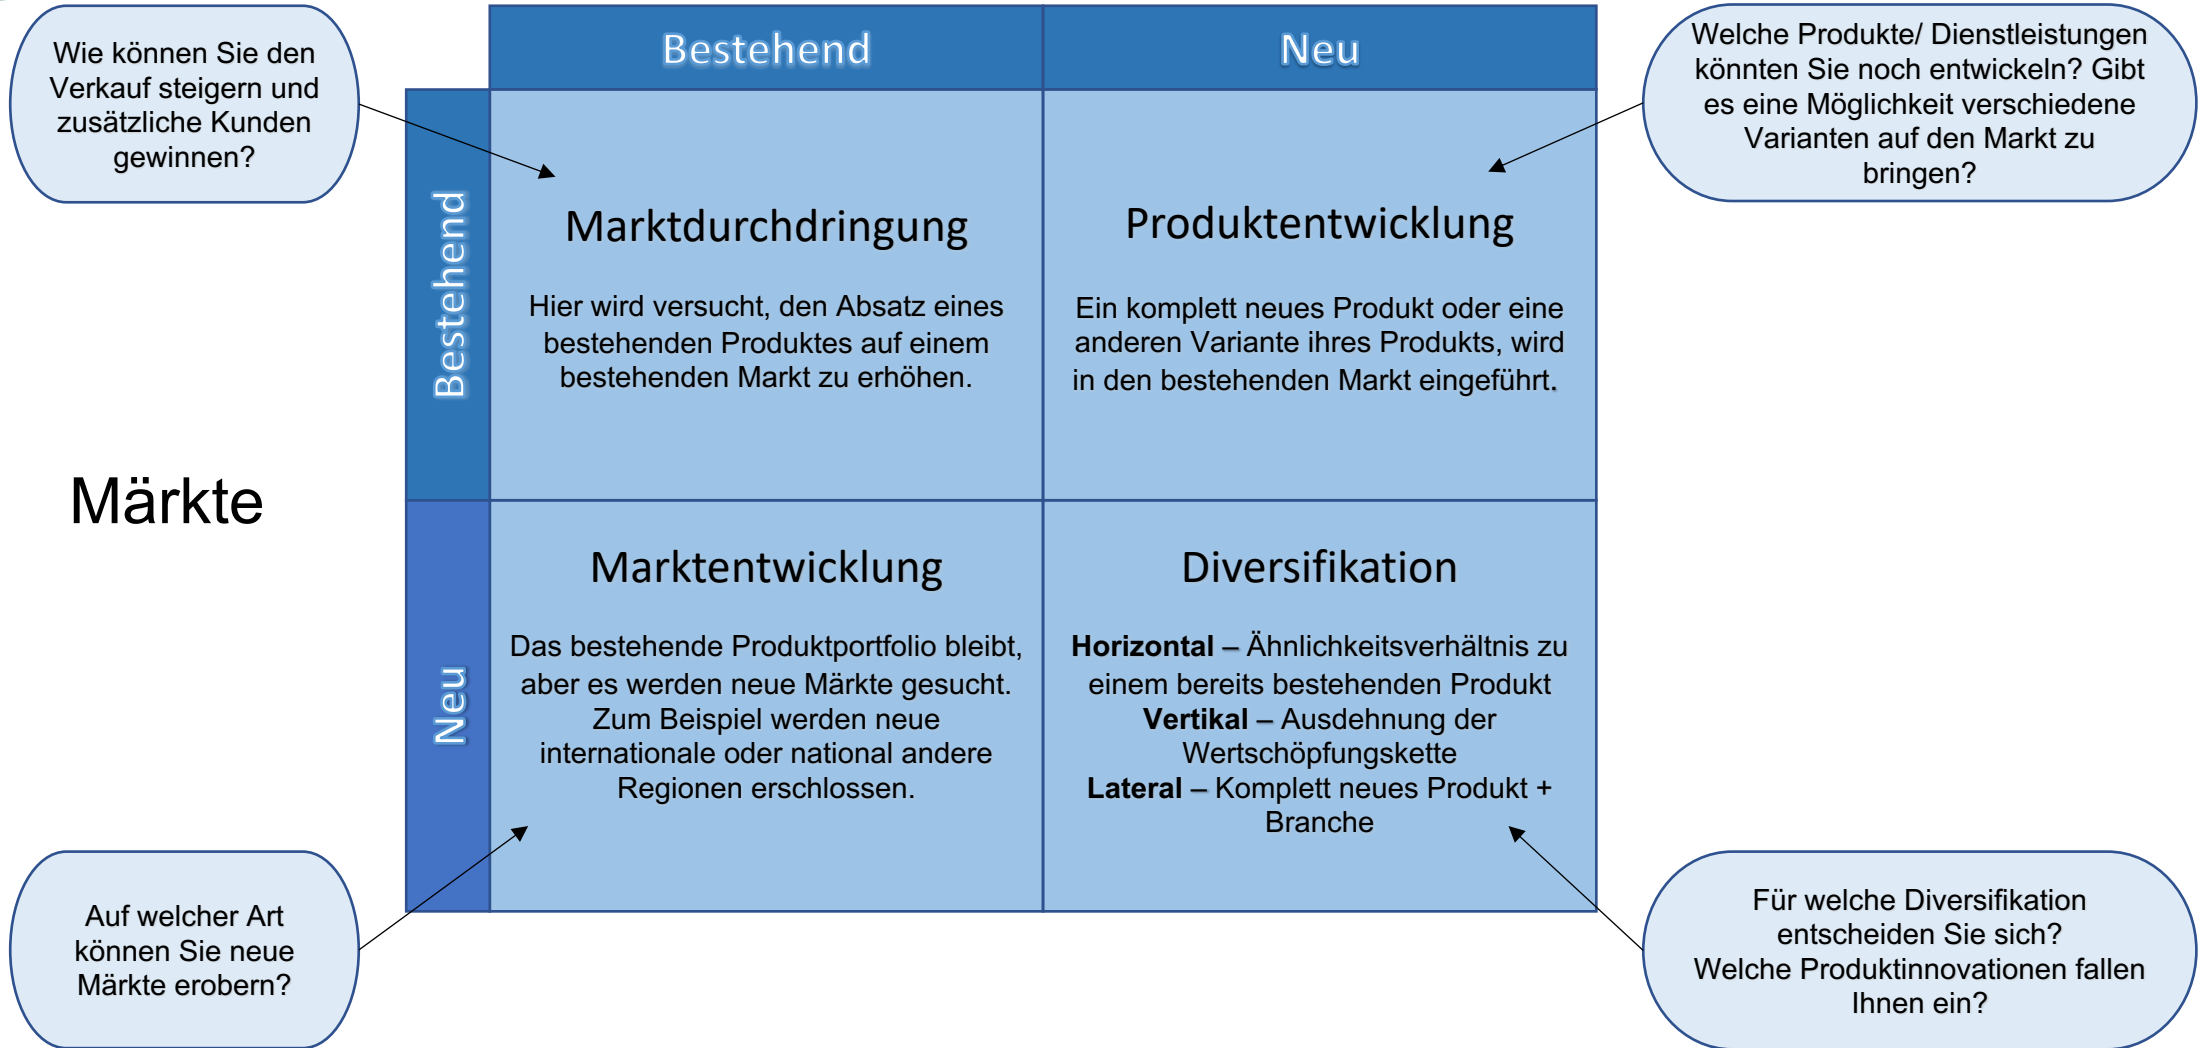 Bestehend
Neu
Wie können Sie den
Verkauf steigern und
zusätzliche Kunden
gewinnen?
Welche Produkte/ Dienstleistungen
könnten Sie noch entwickeln? Gibt
es eine Möglichkeit verschiedene
Varianten auf den Markt zu
bringen?
Märkte
Bestehend
Marktdurchdringung
Hier wird versucht, den Absatz eines
bestehenden Produktes auf einem
bestehenden Markt zu erhöhen.
Produktentwicklung
Ein komplett neues Produkt oder eine
anderen Variante ihres Produkts, wird
in den bestehenden Markt eingeführt.
Neu
Marktentwicklung
Das bestehende Produktportfolio bleibt,
aber es werden neue Märkte gesucht.
Zum Beispiel werden neue
internationale oder national andere
Regionen erschlossen.
Diversifikation
Horizontal – Ähnlichkeitsverhältnis zu
einem bereits bestehenden Produkt
Vertikal – Ausdehnung der
Wertschöpfungskette
Lateral – Komplett neues Produkt +
Branche
Auf welcher Art
können Sie neue
Märkte erobern?
Für welche Diversifikation
entscheiden Sie sich?
Welche Produktinnovationen fallen
Ihnen ein?